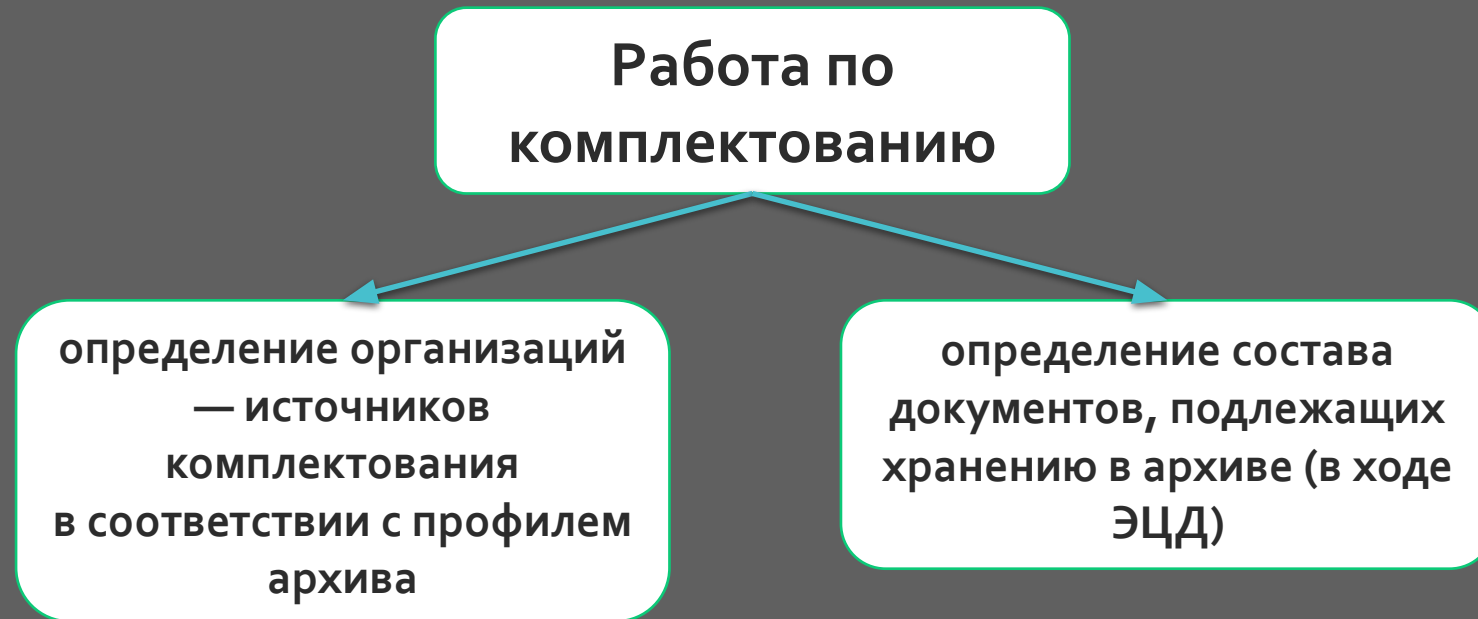 Работа по
комплектованию
определение организаций
— источников
комплектования
в соответствии с профилем
архива
определение состава
документов, подлежащих
хранению в архиве (в ходе
ЭЦД)